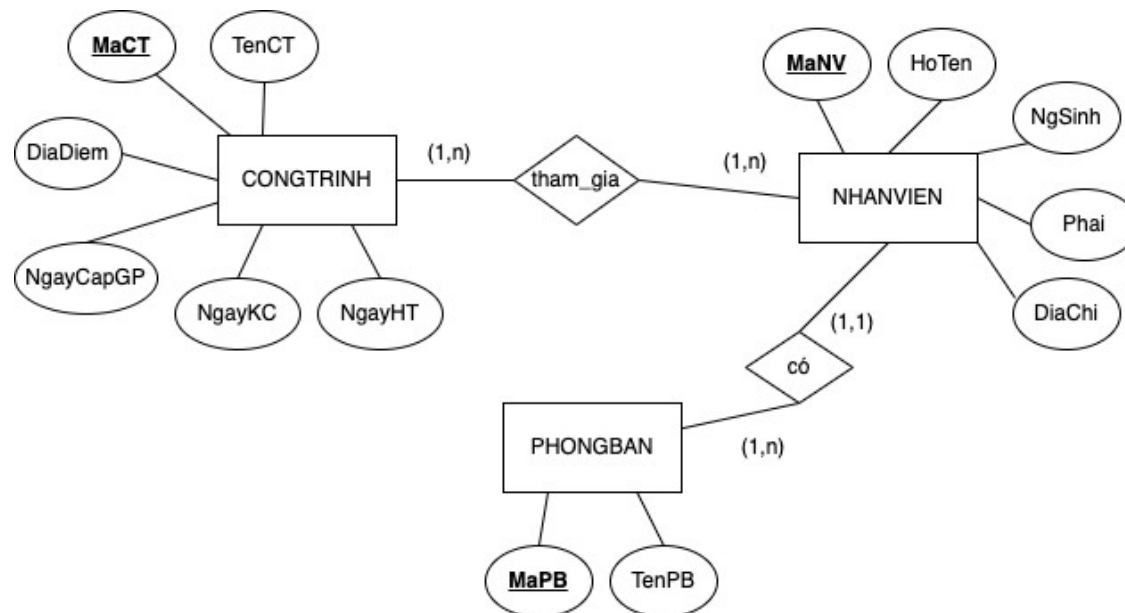 MaCT
TenCT
MaNV
HoTen
NgSinh
DiaDiem
CONGTRINH
(1,n)
tham_gia
(1,n)
NHANVIEN
Phai
NgayCapGP
NgayKC
NgayHT
DiaChi
(1,1)
có
PHONGBAN
(1,n)
MaPB
TenPB